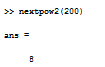 >> nextpow2(200)
ans =
8